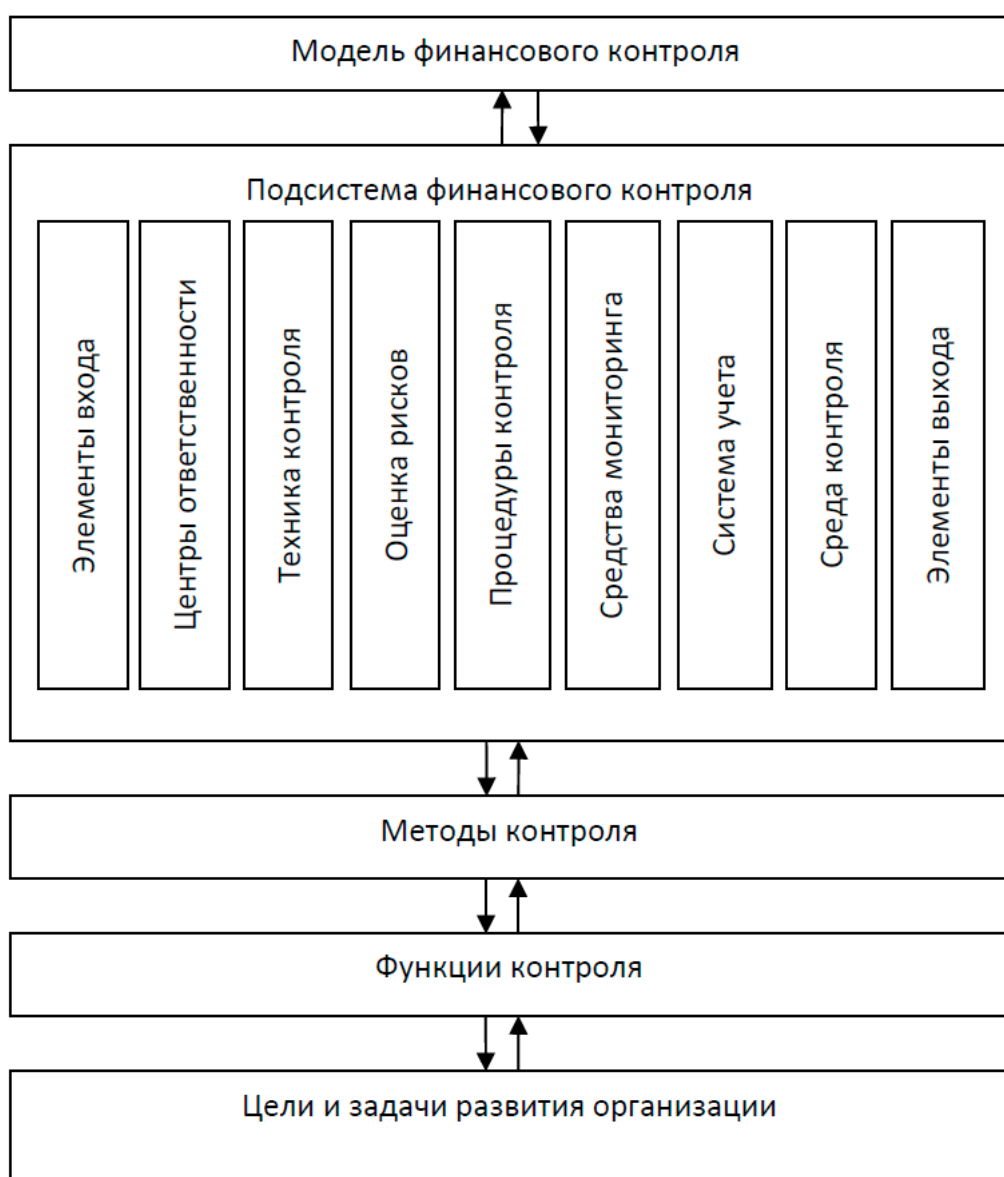 Модель финансового контроля
Подсистема финансового контроля
Элементы входа
Центры ответственности
Техника контроля
Оценка рисков
Процедуры контроля
Средства мониторинга
Система учета
Среда контроля
Элементы выхода
Методы контроля
Функции контроля
Цели и задачи развития организации